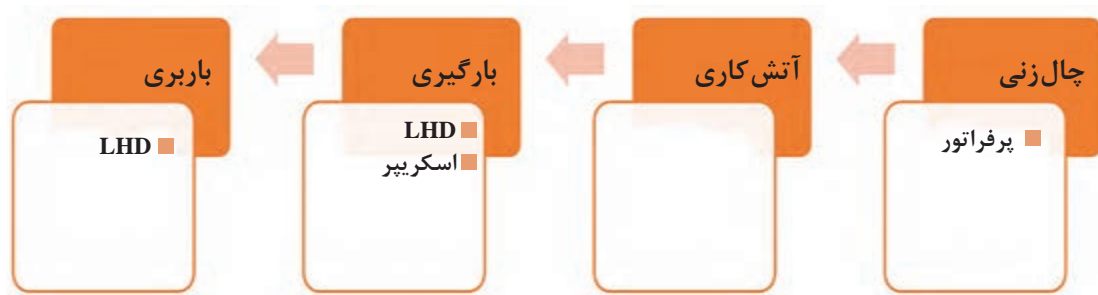 چال‌زنی
پرفراتور
آتش‌کاری
بارگیری
LHD
اسکریپر
باربری
LHD